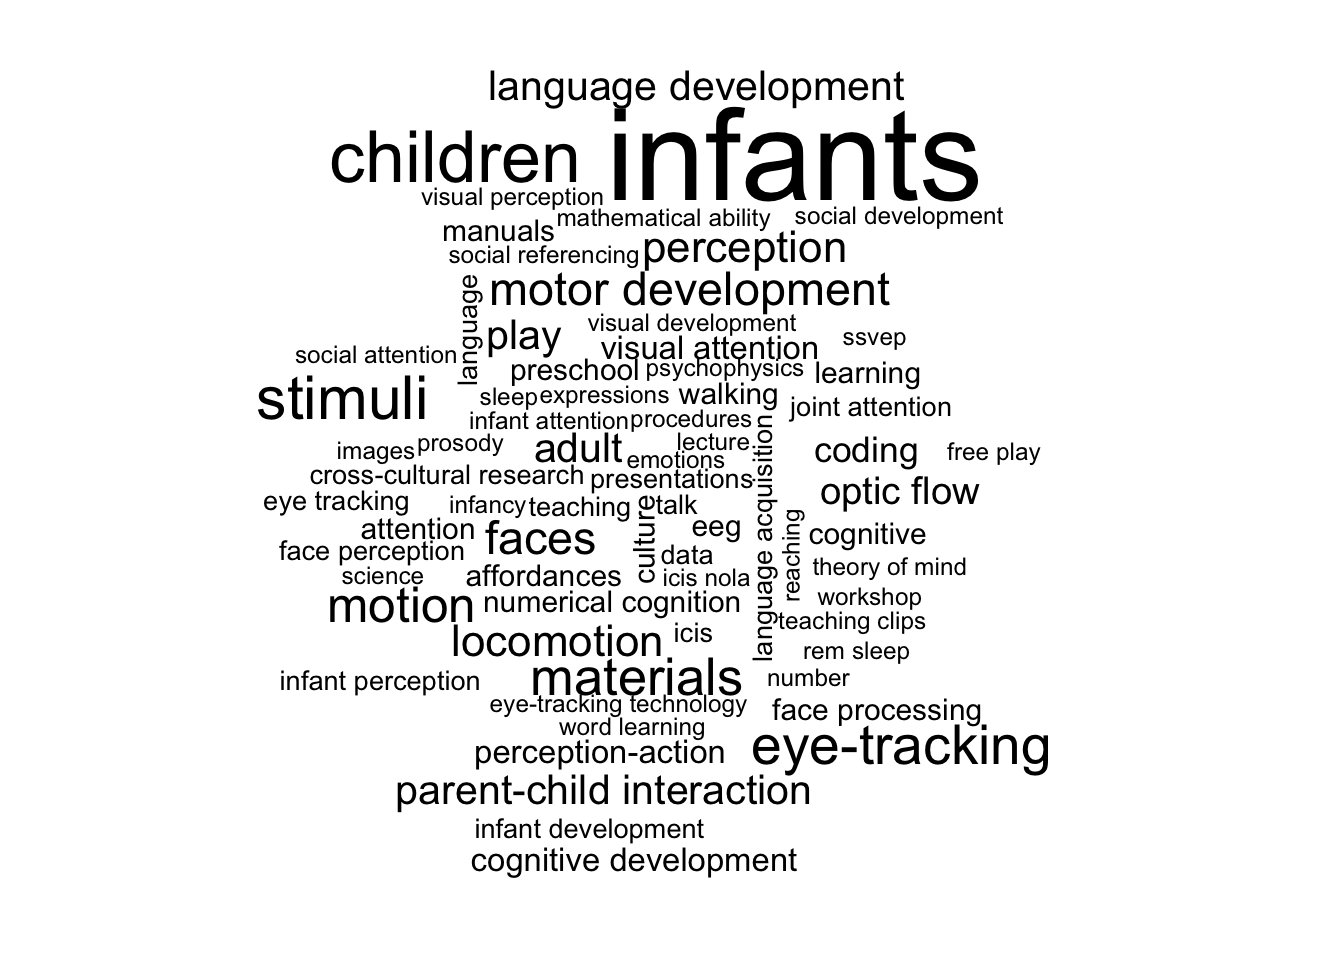 language development
infants
children
visual perception
mathematical ability
social development
manuals
perception
social referencing
motor development
language
visual development
play
ssvep
visual attention
social attention
preschool
psychophysics
learning
stimuli
sleep
expressions
walking
joint attention
infant attention
procedures
images
prosody
adult
lecture
coding
free play
emotions
cross-cultural research
presentations
language acquisition
optic flow
eye tracking
infancy
teaching
talk
attention
faces
culture
eeg
reaching
cognitive
face perception
data
science
affordances
icis nola
theory of mind
motion
numerical cognition
workshop
locomotion
icis
teaching clips
rem sleep
infant perception
materials
number
eye-tracking technology
face processing
word learning
perception-action
eye-tracking
parent-child interaction
infant development
cognitive development